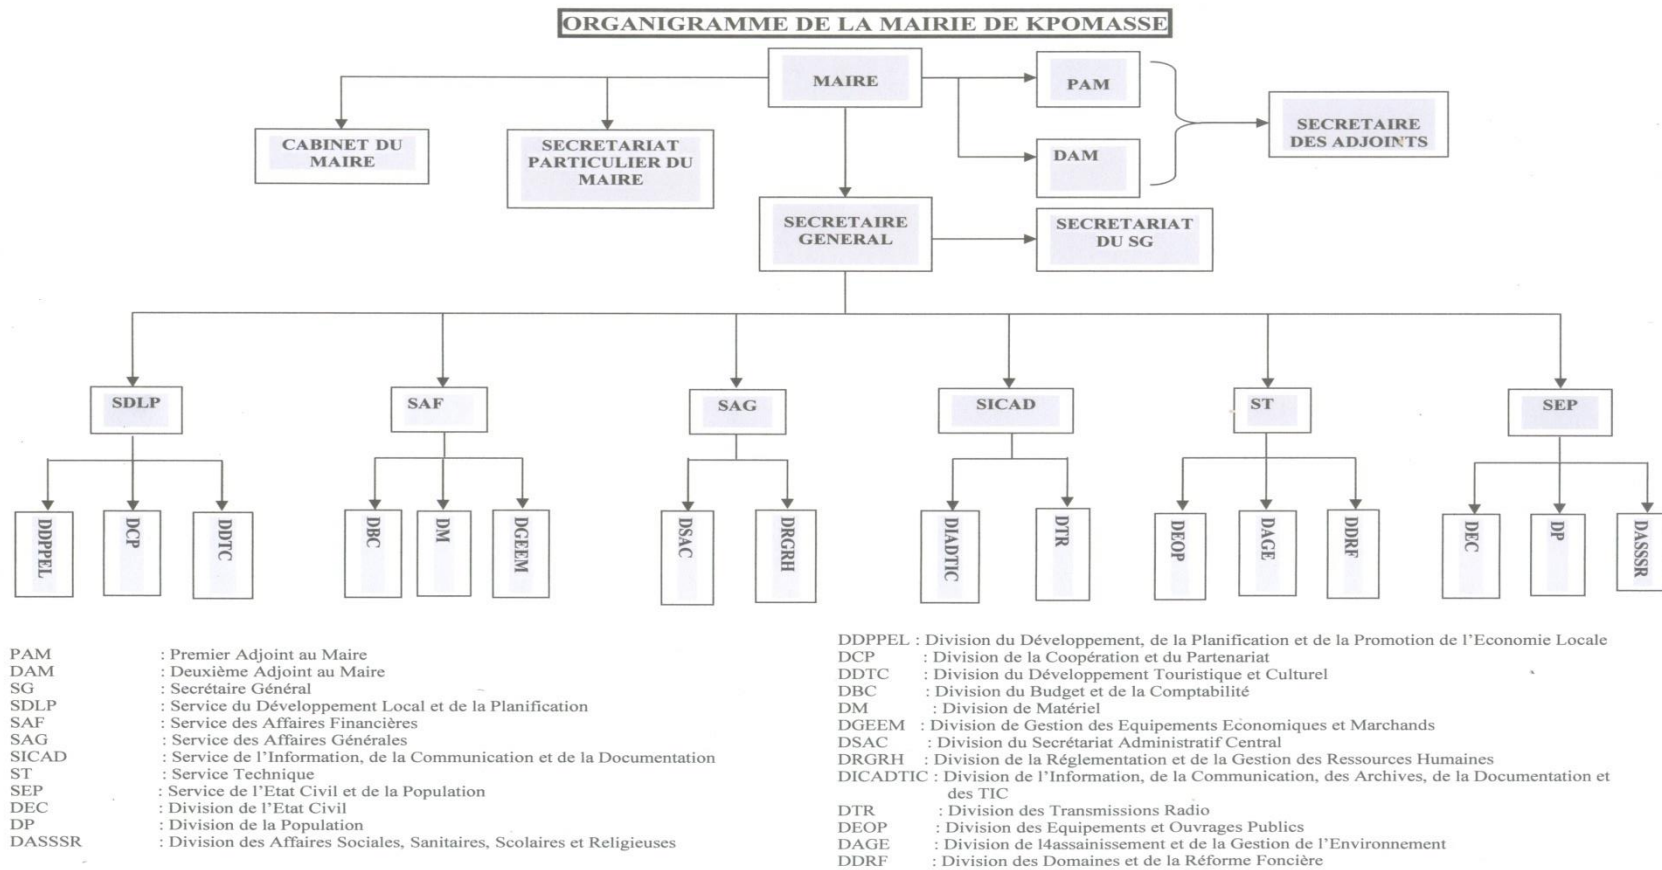 ORGANIGRAMME DE LA MAIRIE DE KPOMASSE
MAIRE
PAM
SECRETAIRE
DES ADJOINTS
CABINET DU
MAIRE
SECRETARIAT
PARTICULIER DU
MAIRE
DAM
SECRETAIRE
GENERAL
SECRETARIAT
DU SG
SDLP
SAF
SAG
SICAD
ST
SEP
DDPPEL
DCP
DDTC
DBC
DM
DGEEM
DSAC
DRGRH
DIADTIC
DTR
DEOP
DAGE
DDRF
DEC
DP
DASSSR
PAM : Premier Adjoint au Maire
DAM : Deuxième Adjoint au Maire
SG : Secrétaire Général
SDLP : Service du Développement Local et de la Planification
SAF : Service des Affaires Financières
SAG : Service des Affaires Générales
SICAD : Service de l'Information, de la Communication et de la Documentation
ST : Service Technique
SEP : Service de l'Etat Civil et de la Population
DEC : Division de l'Etat Civil
DP : Division de la Population
DASSSR : Division des Affaires Sociales, Sanitaires, Scolaires et Religieuses
DDPPEL : Division du Développement, de la Planification et de la Promotion de l'Economie Locale
DCP : Division de la Coopération et du Partenariat
DDTC : Division du Développement Touristique et Culturel
DBC : Division du Budget et de la Comptabilité
DM : Division de Matériel
DGEEM : Division de Gestion des Equipements Economiques et Marchands
DSAC : Division du Secrétariat Administratif Central
DRGRH : Division de la Réglementation et de la Gestion des Ressources Humaines
DICADTIC : Division de l'Information, de la Communication, des Archives, de la Documentation et
des TIC
DTR : Division des Transmissions Radio
DEOP : Division des Equipements et Ouvrages Publics
DAGE : Division de l4assainissement et de la Gestion de l'Environnement
DDRF : Division des Domaines et de la Réforme Foncière